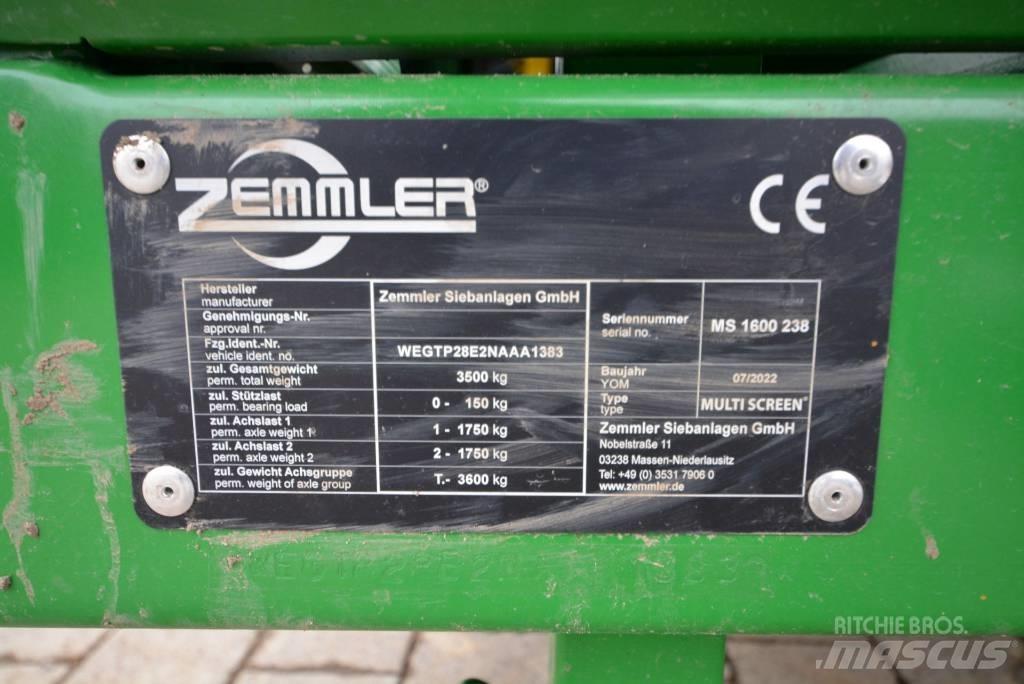 ZEMMLER®
CE
Hersteller
manufacturer
Zemmler Siebanlagen GmbH
Genehmigungs-Nr.
approval nr.
Fzg.Ident.-Nr.
vehicle ident. no.
WEGTP28E2NAAA1383
zul. Gesamtgewicht
perm. total weight
3500 kg
zul. Stützlast
perm. bearing load
0 - 150 kg
zul. Achslast 1
perm. axle weight 1
1 - 1750 kg
zul. Achslast 2
perm. axle weight 2
2 - 1750 kg
zul. Gewicht Achsgruppe
perm. weight of axle group
T.- 3600 kg
Seriennummer
serial no.
MS 1600 238
Baujahr
YOM
07/2022
Type
type
MULTI SCREEN®
Zemmler Siebanlagen GmbH
Nobelstraße 11
03238 Massen-Niederlausitz
Tel: +49 (0) 3531 7906 0
www.zemmler.de
RITCHIE BROS.
MASCUS